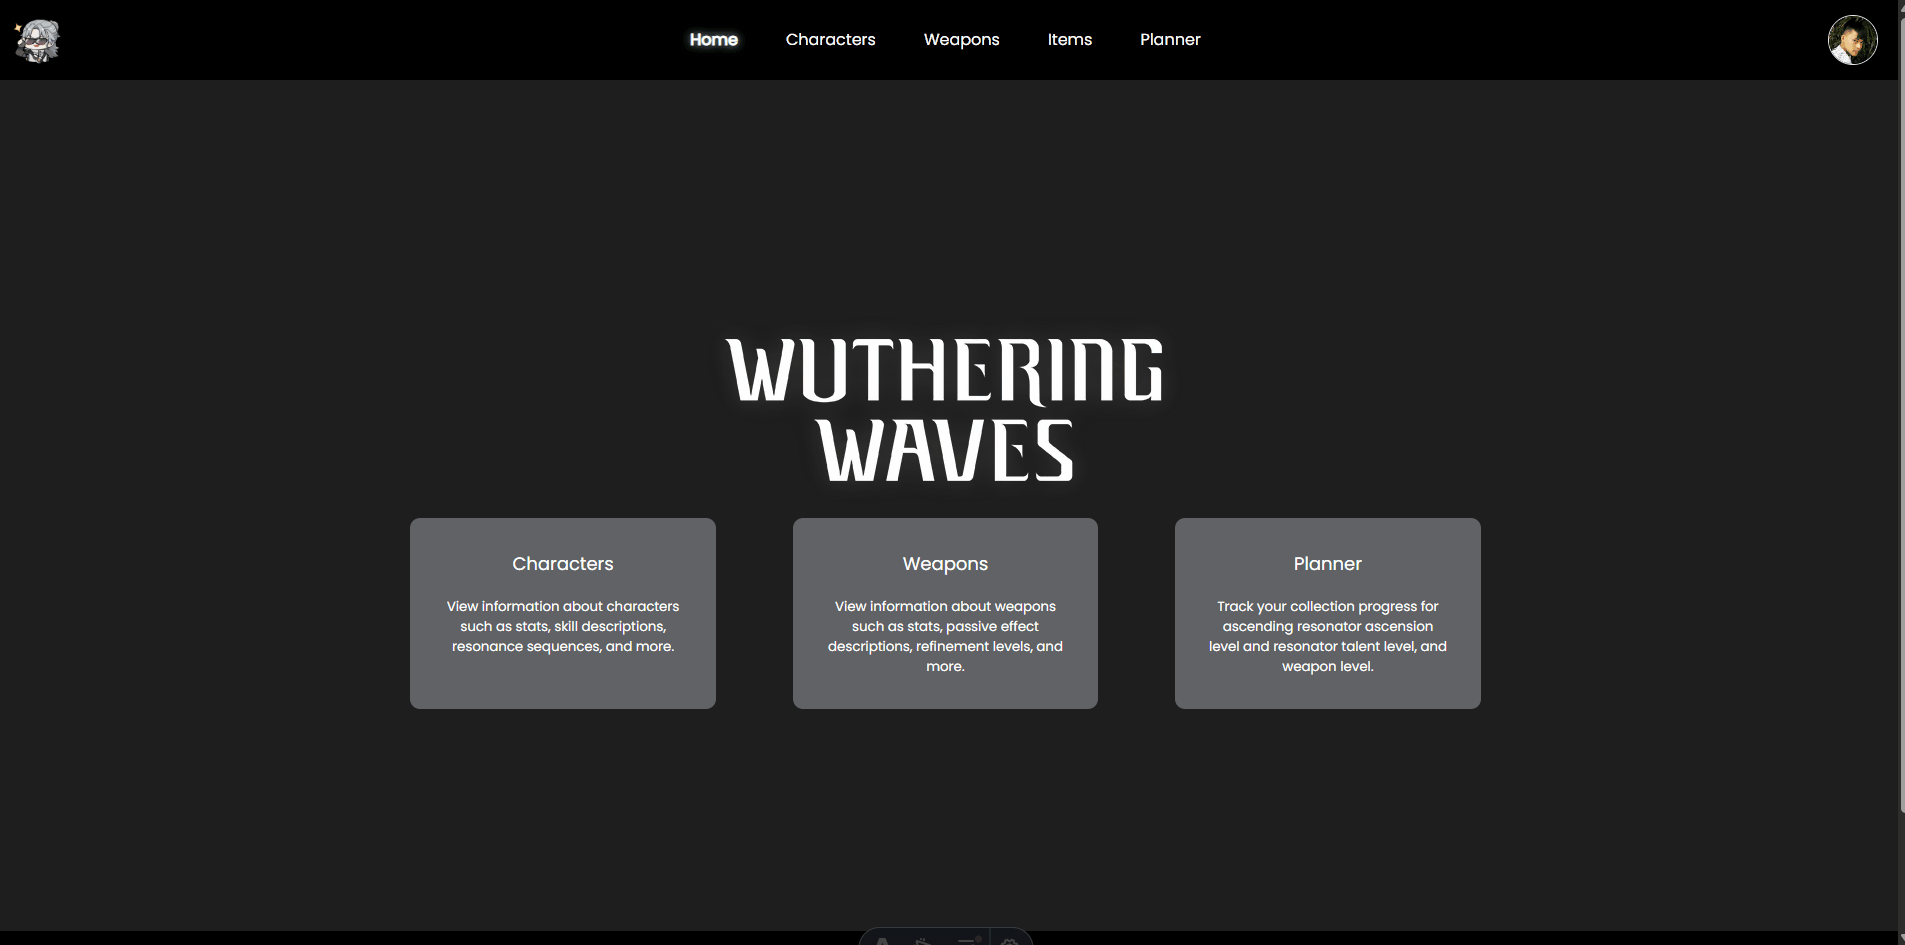 Home Characters Weapons Items Planner
WUTHERING
WAVES
Characters
View information about characters
such as stats, skill descriptions,
resonance sequences, and more.
Weapons
View information about weapons
such as stats, passive effect
descriptions, refinement levels, and
more.
Planner
Track your collection progress for
ascending resonator ascension
level and resonator talent level, and
weapon level.